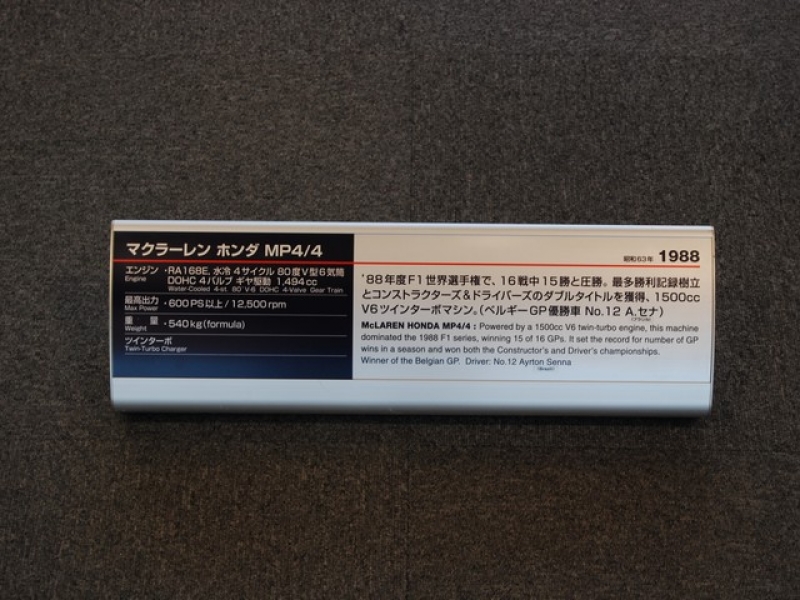 マクラーレン ホンダ MP4/4
エンジン ・RA168E, 水冷 4サイクル 80度V型6気筒
Engine DOHC 4バルブ ギヤ駆動 1,494cc
Water-Cooled 4-st. 80°V-6 DOHC 4-Valve Gear Train
最高出力 ・600PS以上/12,500rpm
Max Power
重量 ・540kg(formula)
Weight
ツインターボ
Twin-Turbo Charger
昭和63年 1988
'88年度F1世界選手権で、16戦中15勝と圧勝。最多勝利記録樹立
とコンストラクターズ&ドライバーズのダブルタイトルを獲得、1500cc
V6ツインターボマシン。(ベルギーGP優勝車 No.12 A.セナ)
(ブラジル)
McLAREN HONDA MP4/4 : Powered by a 1500cc V6 twin-turbo engine, this machine
dominated the 1988 F1 series, winning 15 of 16 GPs. It set the record for number of GP
wins in a season and won both the Constructor's and Driver's championships.
Winner of the Belgian GP. Driver: No.12 Ayrton Senna
(Brazil)